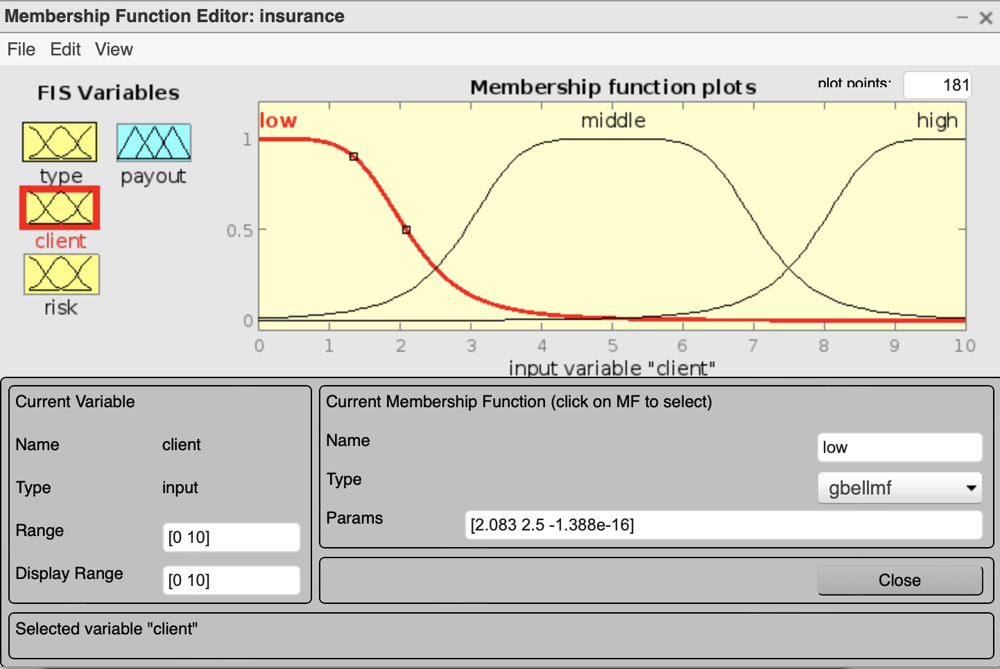 Membership Function Editor: insurance
File Edit View
FIS Variables
type
payout
client
risk
Membership function plots
plot points:
181
low
middle
high
1
0.5
0
0 1 2 3 4 5 6 7 8 9 10
input variable "client"
Current Variable
Name client
Type input
Range [0 10]
Display Range [0 10]
Current Membership Function (click on MF to select)
Name low
Type gbellmf
Params [2.083 2.5 -1.388e-16]
Close
Selected variable "client"